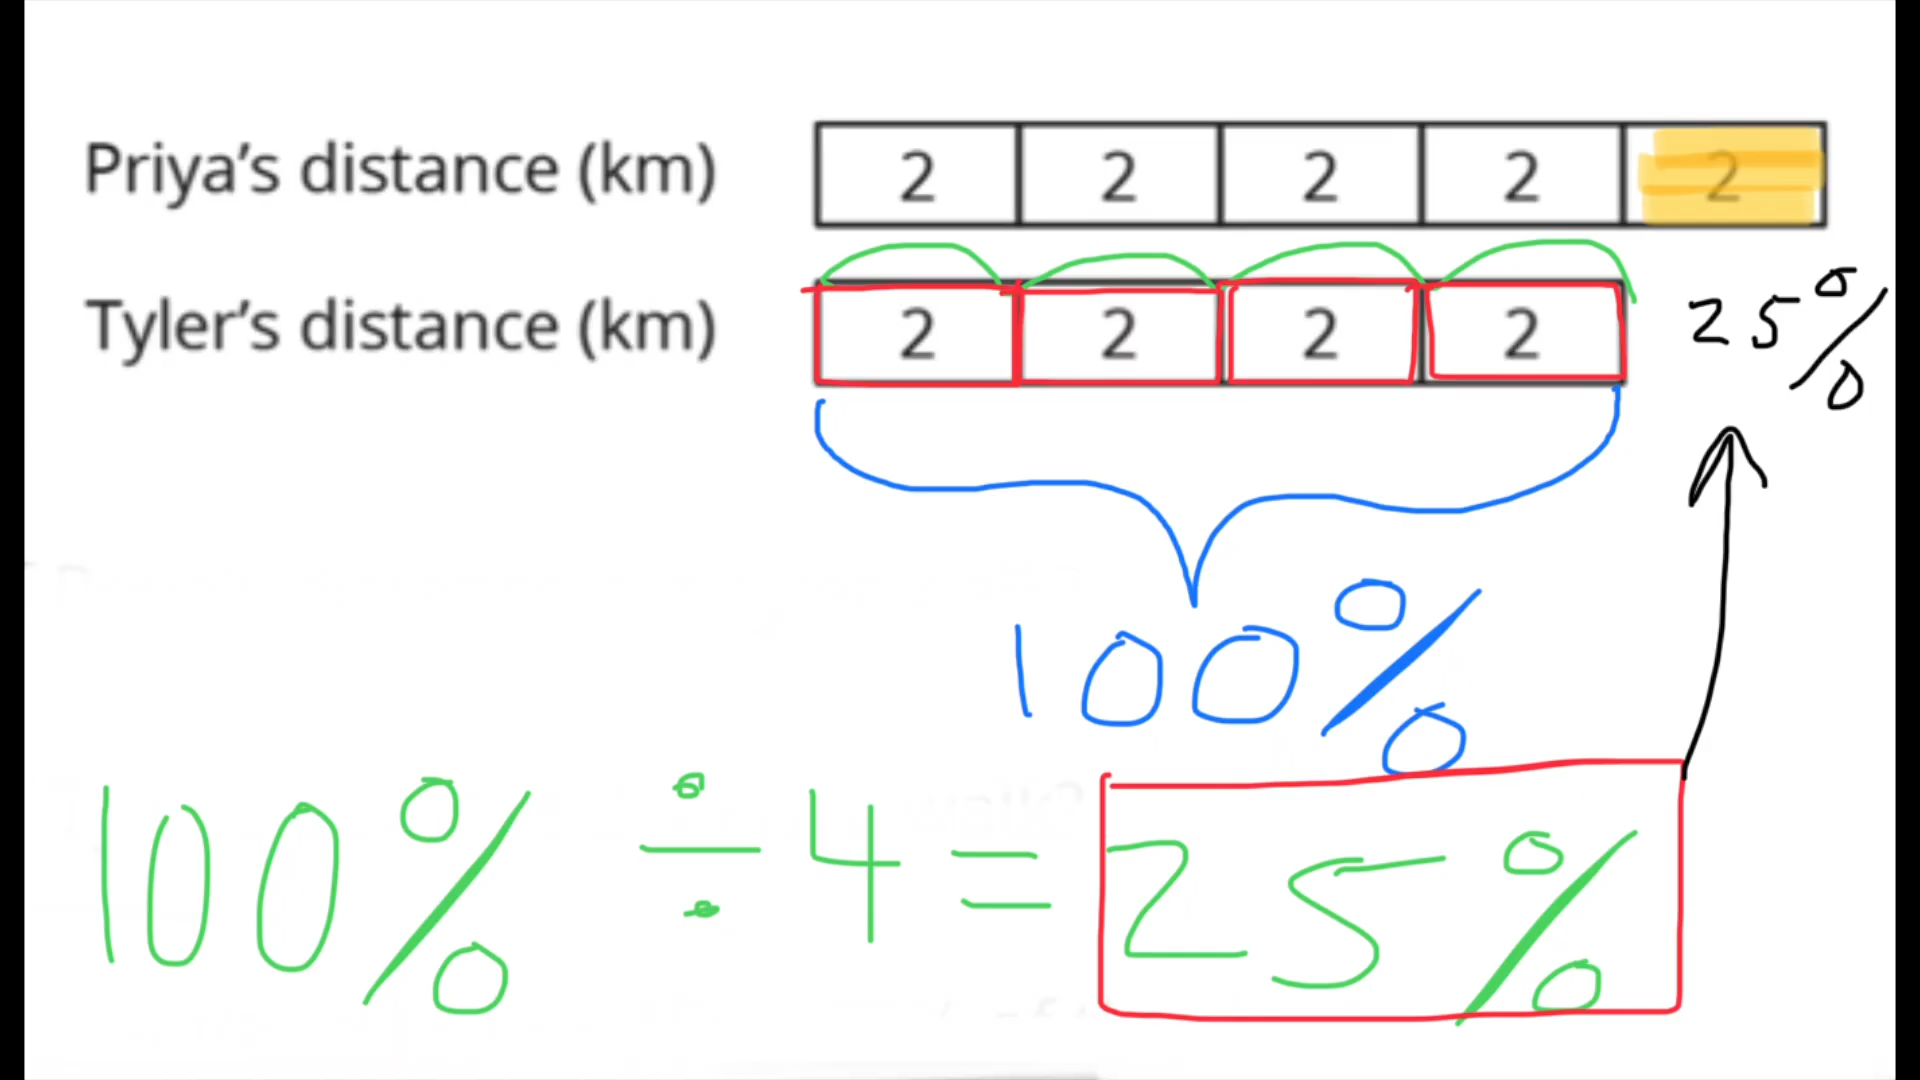 Priya's distance (km) 2 2 2 2 2
Tyler's distance (km) 2 2 2 2 25%
100%
100% ÷ 4 = 25%